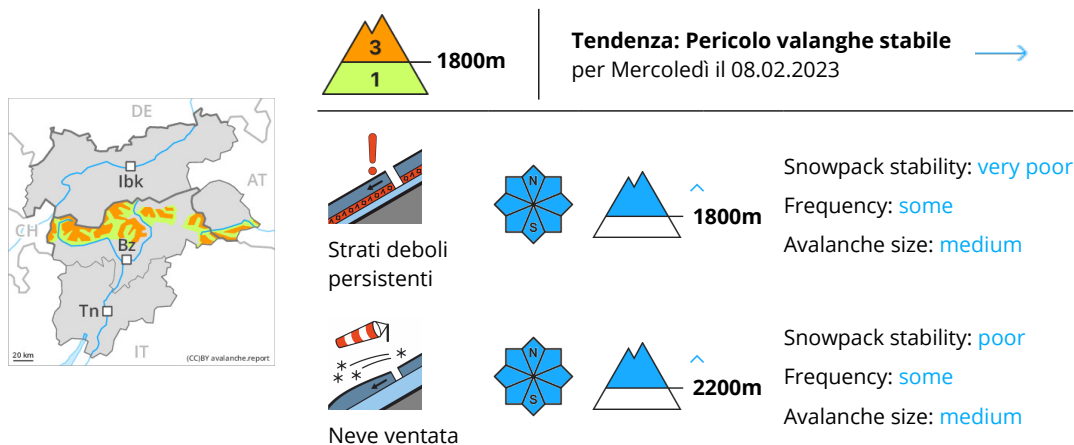 3
1
1800m
Tendenza: Pericolo valanghe stabile
per Mercoledì il 08.02.2023
DE
Ibk
AT
CH
Bz
Tn
IT
20 km
(CC)BY avalanche.report
N
S
1800m
Strati deboli
persistenti
Snowpack stability: very poor
Frequency: some
Avalanche size: medium
N
S
2200m
Neve ventata
Snowpack stability: poor
Frequency: some
Avalanche size: medium